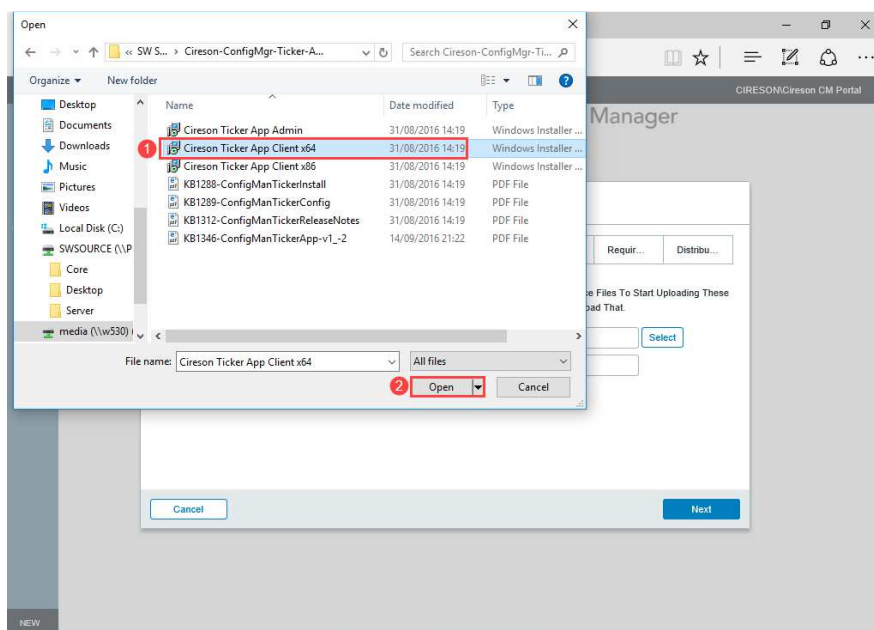 Open
« SW S... › Cireson-ConfigMgr-Ticker-A...
Search Cireson-ConfigMgr-Ti...
Organize
New folder
CIRESON\Cireson CM Portal
Manager
Desktop
Documents
Downloads
Music
Pictures
Videos
Local Disk (C:)
SWSOURCE (\\P
Core
Desktop
Server
media (\\w530) (
Name Date modified Type
Cireson Ticker App Admin 31/08/2016 14:19 Windows Installer ...
1 Cireson Ticker App Client x64 31/08/2016 14:19 Windows Installer ...
Cireson Ticker App Client x86 31/08/2016 14:19 Windows Installer ...
KB1288-ConfigManTickerInstall 31/08/2016 14:19 PDF File
KB1289-ConfigManTickerConfig 31/08/2016 14:19 PDF File
KB1312-ConfigManTickerReleaseNotes 31/08/2016 14:19 PDF File
KB1346-ConfigManTickerApp-v1_-2 14/09/2016 21:22 PDF File
File name: Cireson Ticker App Client x64 All files
2 Open Cancel
Requir... Distribu...
Files To Start Uploading These
That.
Select
Cancel Next
NEW